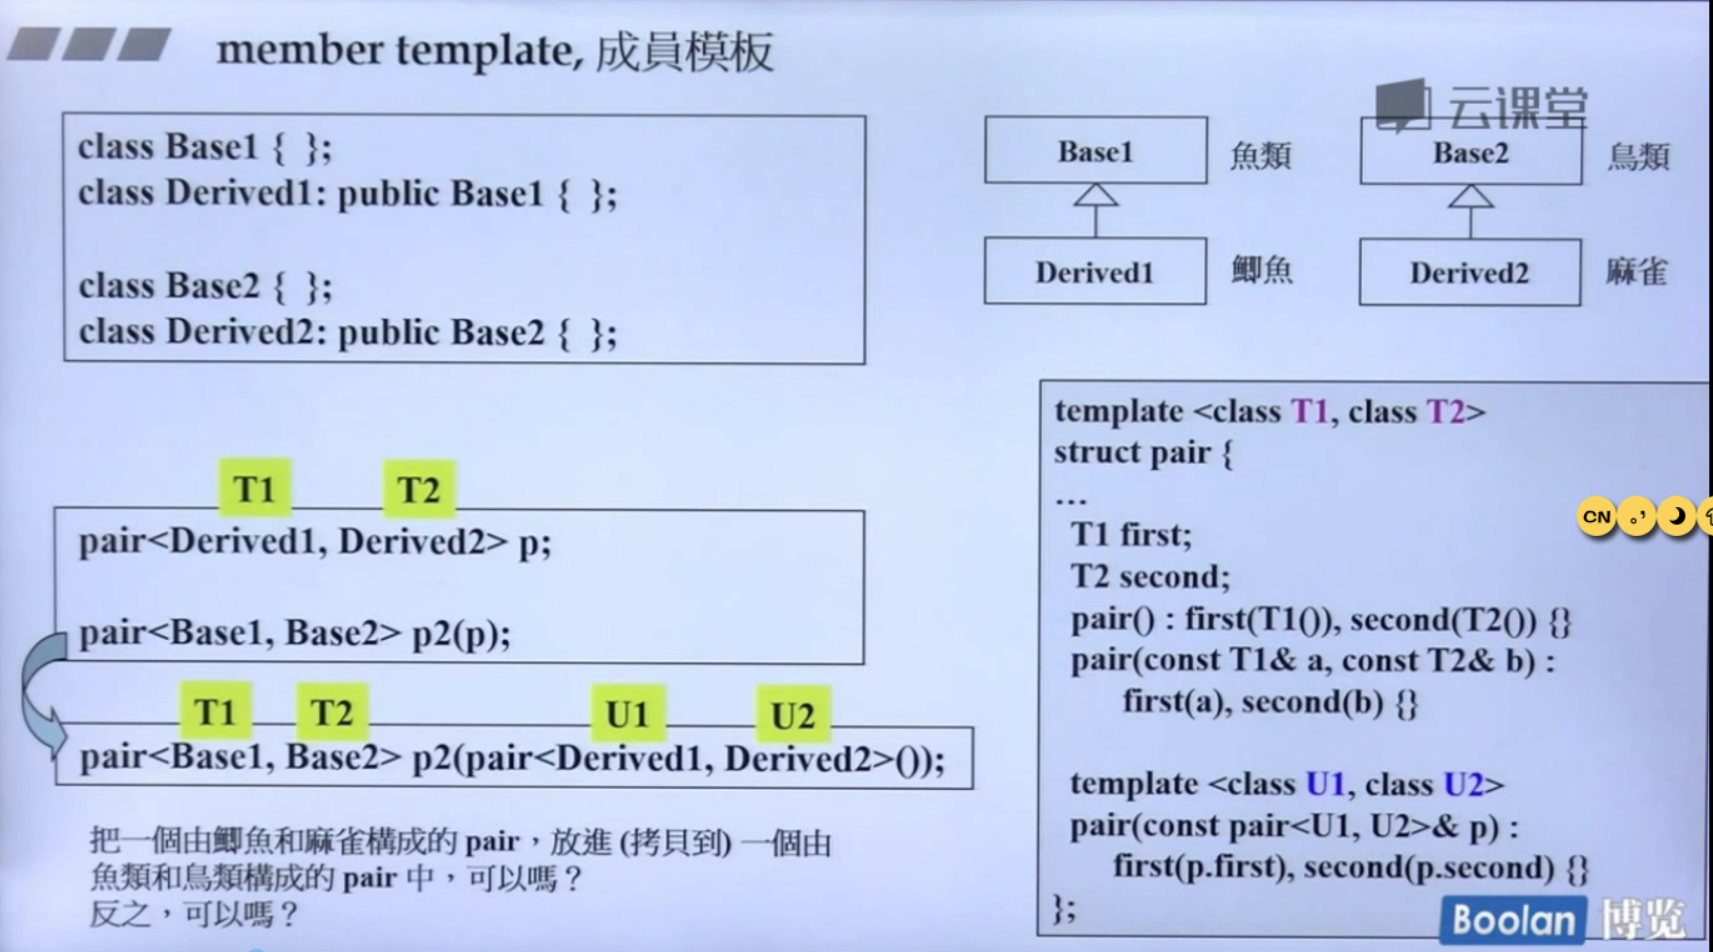 member template, 成員模板
云课堂
class Base1 { };
class Derived1: public Base1 { };
class Base2 { };
class Derived2: public Base2 { };
Base1 魚類
Base2 鳥類
Derived1 鯽魚
Derived2 麻雀
T1 T2
pair<Derived1, Derived2> p;
pair<Base1, Base2> p2(p);
T1 T2 U1 U2
pair<Base1, Base2> p2(pair<Derived1, Derived2>());
把一個由鯽魚和麻雀構成的 pair，放進 (拷貝到) 一個由
魚類和鳥類構成的 pair 中，可以嗎？
反之，可以嗎？
template <class T1, class T2>
struct pair {
...
T1 first;
T2 second;
pair() : first(T1()), second(T2()) {}
pair(const T1& a, const T2& b) :
first(a), second(b) {}
template <class U1, class U2>
pair(const pair<U1, U2>& p) :
first(p.first), second(p.second) {}
};
CN
Boolan 博览